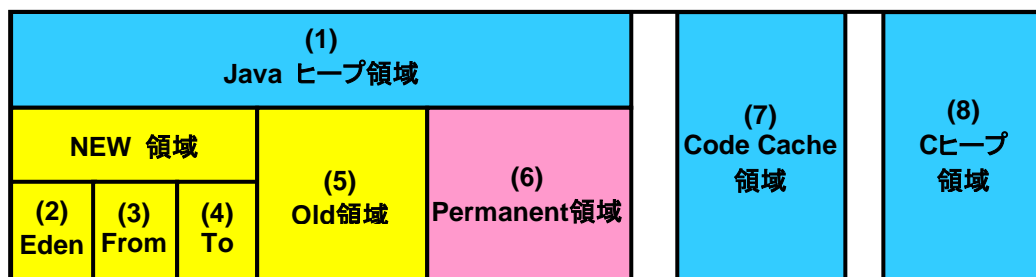 (1)
Java ヒープ領域
NEW 領域
(2)
Eden
(3)
From
(4)
To
(5)
Old領域
(6)
Permanent領域
(7)
Code Cache
領域
(8)
Cヒープ
領域